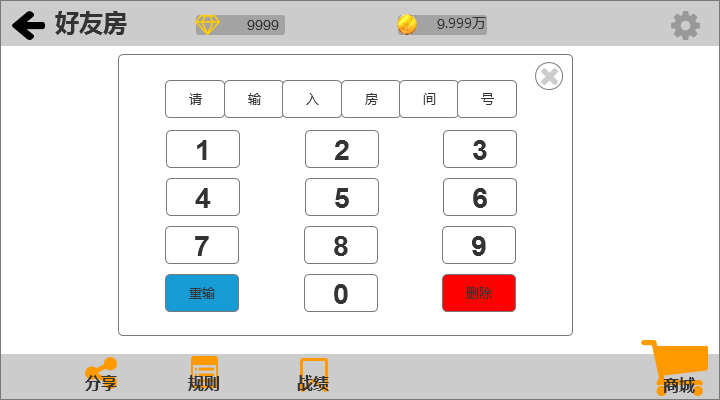 好友房 9999 9.999万
请 输 入 房 间 号
1 2 3
4 5 6
7 8 9
重输 0 删除
分享 规则 战绩 商城